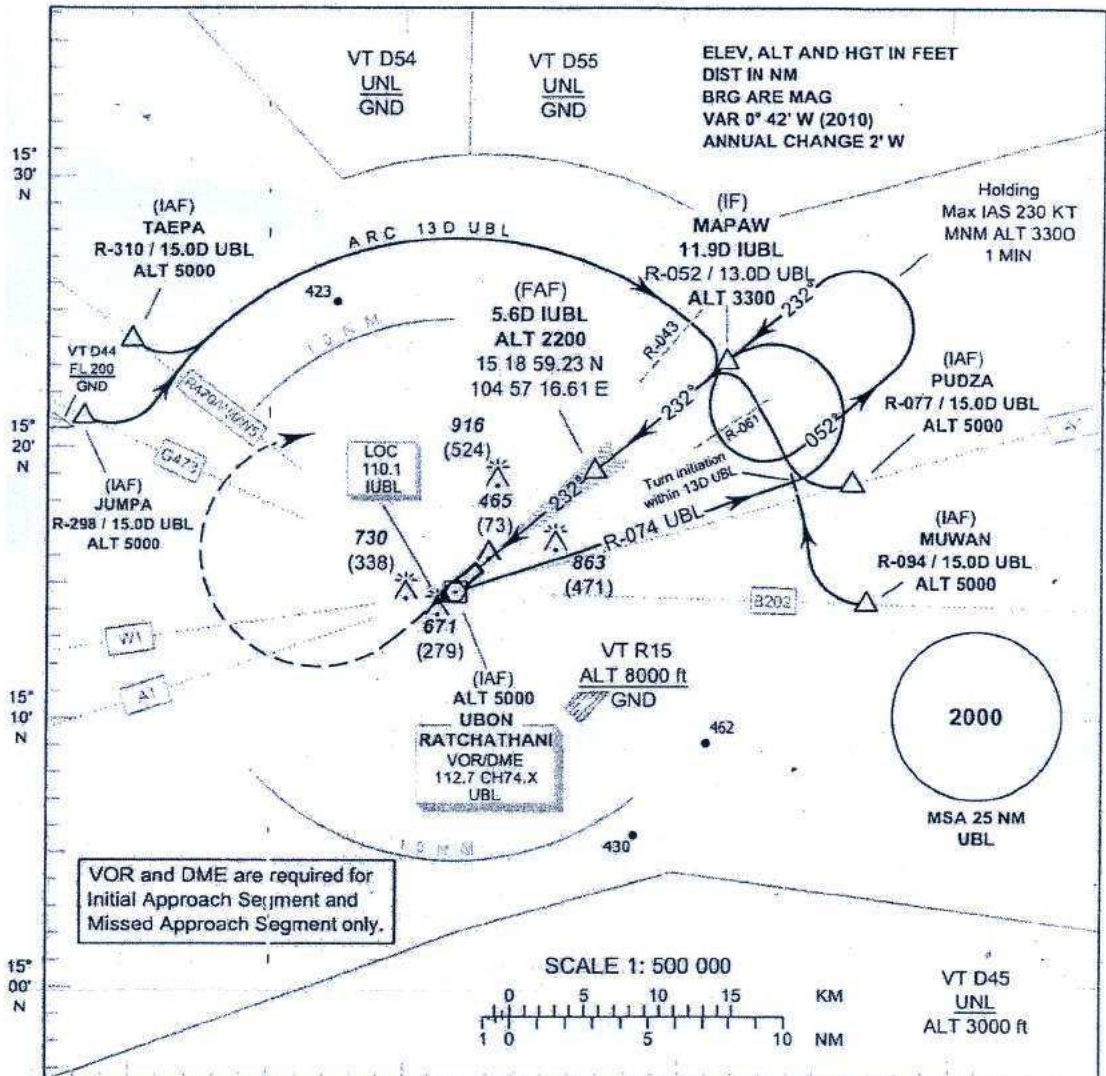 VT D54
UNL
GND
VT D55
UNL
GND
ELEV, ALT AND HGT IN FEET
DIST IN NM
BRG ARE MAG
VAR 0° 42' W (2010)
ANNUAL CHANGE 2' W
15°
30'
N
(IAF)
TAEPA
R-310 / 15.0D UBL
ALT 5000
ARC 13D UBL
(IF)
MAPAW
11.9D IUBL
R-052 / 13.0D UBL
ALT 3300
Holding
Max IAS 230 KT
MNM ALT 3300
1 MIN
232°
423
10 NM
(FAF)
5.6D IUBL
ALT 2200
15 18 59.23 N
104 57 16.61 E
R-043
VT D44
FL 200
GND
232°
(IAF)
PUDZA
R-077 / 15.0D UBL
ALT 5000
15°
20'
N
G473
916
(524)
R-061
052°
LOC
110.1
IUBL
(IAF)
JUMPA
R-298 / 15.0D UBL
ALT 5000
465
(73)
232°
Turn initiation
within 13D UBL
R-074 UBL
730
(338)
863
(471)
(IAF)
MUWAN
R-094 / 15.0D UBL
ALT 5000
B202
W1
671
(279)
A1
VT R15
ALT 8000 ft
GND
15°
10'
N
(IAF)
ALT 5000
UBON
RATCHATHANI
VOR/DME
112.7 CH74.X
UBL
462
2000
MSA 25 NM
UBL
10 NM
430
VOR and DME are required for
Initial Approach Segment and
Missed Approach Segment only.
SCALE 1: 500 000
15°
00'
N
0 5 10 15 KM
1 0 5 10 NM
VT D45
UNL
ALT 3000 ft